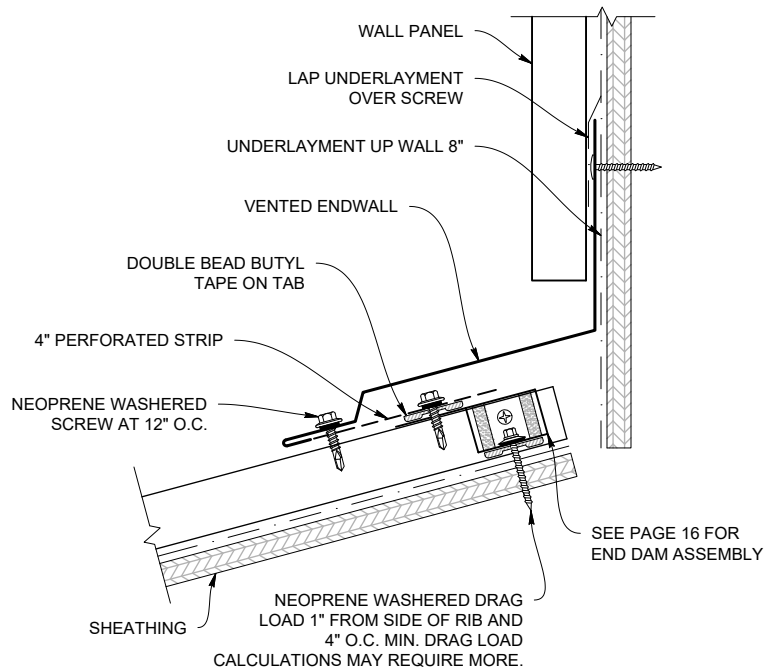 WALL PANEL
LAP UNDERLAYMENT
OVER SCREW
UNDERLAYMENT UP WALL 8"
VENTED ENDWALL
DOUBLE BEAD BUTYL
TAPE ON TAB
4" PERFORATED STRIP
NEOPRENE WASHERED
SCREW AT 12" O.C.
SEE PAGE 16 FOR
END DAM ASSEMBLY
SHEATHING
NEOPRENE WASHERED DRAG
LOAD 1" FROM SIDE OF RIB AND
4" O.C. MIN. DRAG LOAD
CALCULATIONS MAY REQUIRE MORE.